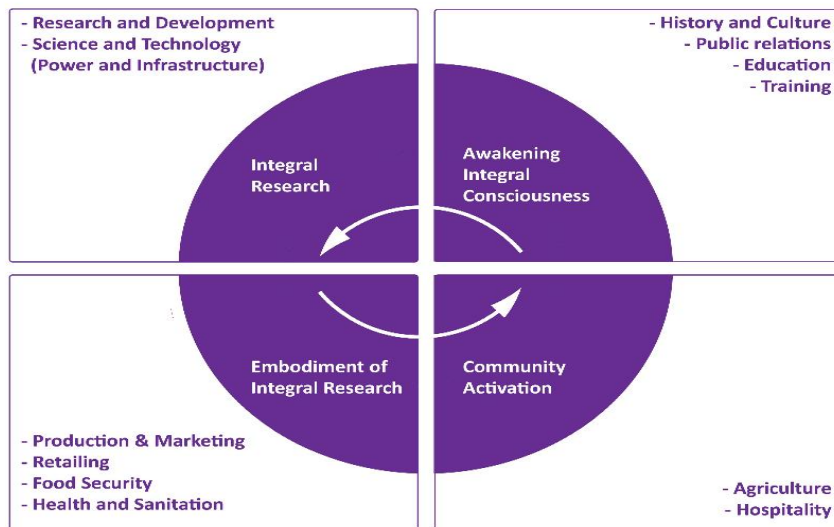 - Research and Development
- Science and Technology
(Power and Infrastructure)
- History and Culture
- Public relations
- Education
- Training
Integral
Research
Awakening
Integral
Consciousness
Embodiment of
Integral Research
Community
Activation
- Production & Marketing
- Retailing
- Food Security
- Health and Sanitation
- Agriculture
- Hospitality